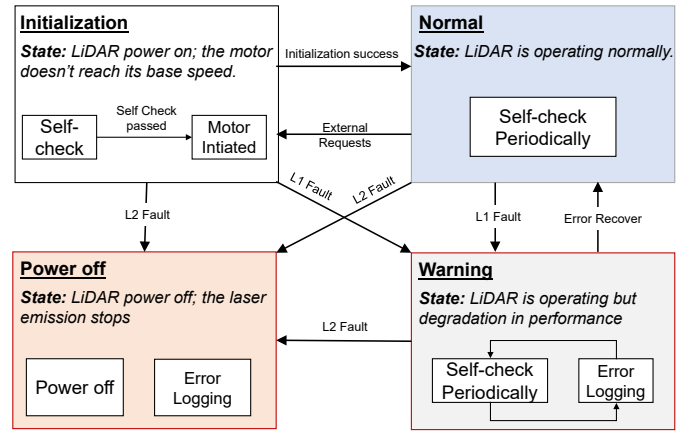 Initialization
State: LiDAR power on; the motor
doesn't reach its base speed.
Self Check
passed
Self-
check
Motor
Intiated
Initialization success
External
Requests
Normal
State: LiDAR is operating normally.
Self-check
Periodically
L2 Fault
L1 Fault
L2 Fault
L1 Fault
Error Recover
Power off
State: LiDAR power off; the laser
emission stops
Power off
Error
Logging
L2 Fault
Warning
State: LiDAR is operating but
degradation in performance
Self-check
Periodically
Error
Logging